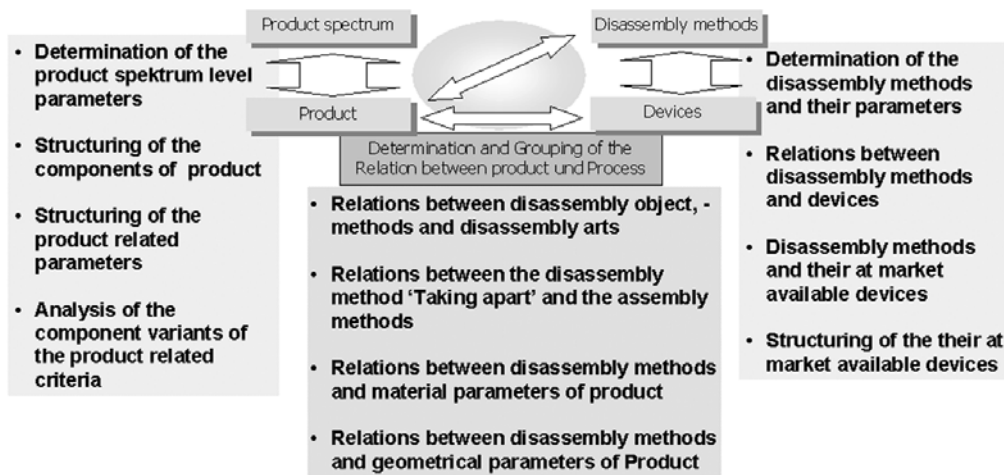 Product spectrum
Disassembly methods
Product
Devices
Determination and Grouping of the
Relation between product und Process
• Determination of the
product spektrum level
parameters
• Structuring of the
components of product
• Structuring of the
product related
parameters
• Analysis of the
component variants of
the product related
criteria
• Relations between disassembly object, -
methods and disassembly arts
• Relations between the disassembly
method ‘Taking apart’ and the assembly
methods
• Relations between disassembly methods
and material parameters of product
• Relations between disassembly methods
and geometrical parameters of Product
• Determination of the
disassembly methods
and their parameters
• Relations between
disassembly methods
and devices
• Disassembly methods
and their at market
available devices
• Structuring of the their at
market available devices